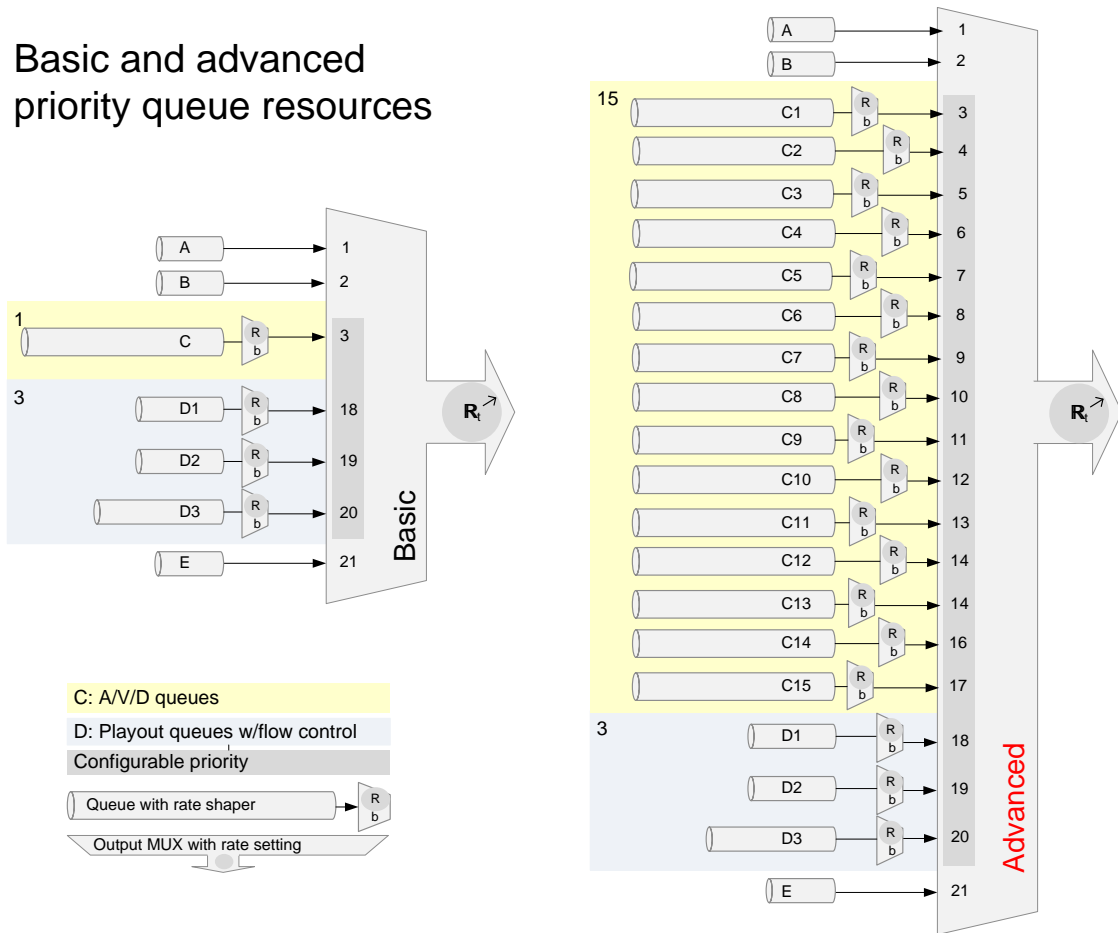 Basic and advanced
priority queue resources
A 1
B 2
1
C R b 3
3
D1 R b 18
D2 R b 19
D3 R b 20
E 21
Basic
R t
C: A/V/D queues
D: Playout queues w/flow control
Configurable priority
Queue with rate shaper R b
Output MUX with rate setting
A 1
B 2
15
C1 R b 3
C2 R b 4
C3 R b 5
C4 R b 6
C5 R b 7
C6 R b 8
C7 R b 9
C8 R b 10
C9 R b 11
C10 R b 12
C11 R b 13
C12 R b 14
C13 R b 14
C14 R b 16
C15 R b 17
3
D1 R b 18
D2 R b 19
D3 R b 20
E 21
Advanced
R t